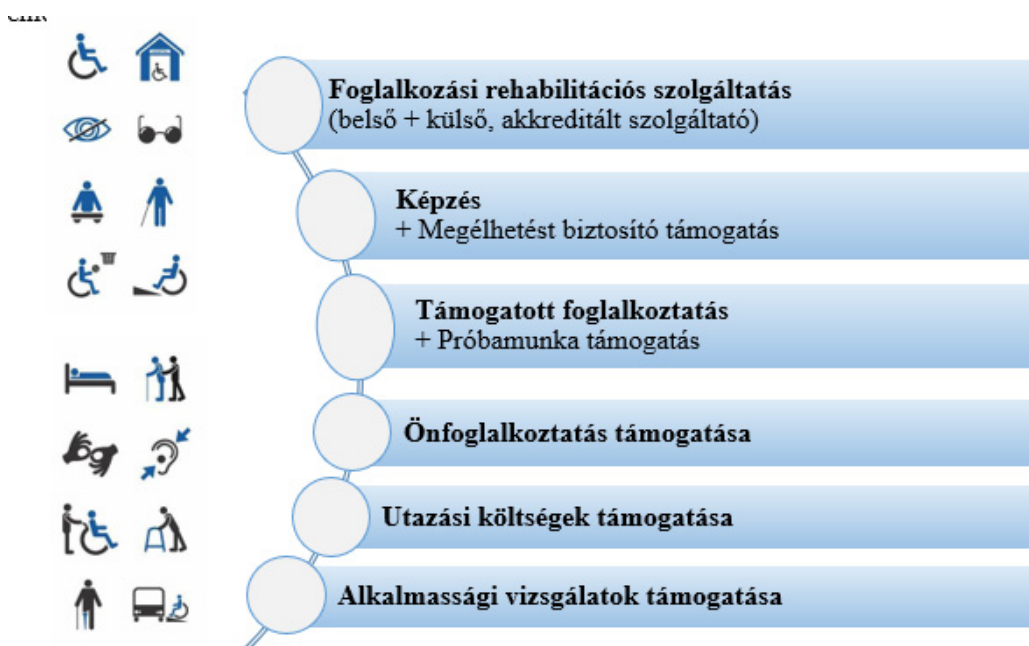 Foglalkozási rehabilitációs szolgáltatás
(belső + külső, akkreditált szolgáltató)
Képzés
+ Megélhetést biztosító támogatás
Támogatott foglalkoztatás
+ Próbamunka támogatás
Önfoglalkoztatás támogatása
Utazási költségek támogatása
Alkalmassági vizsgálatok támogatása